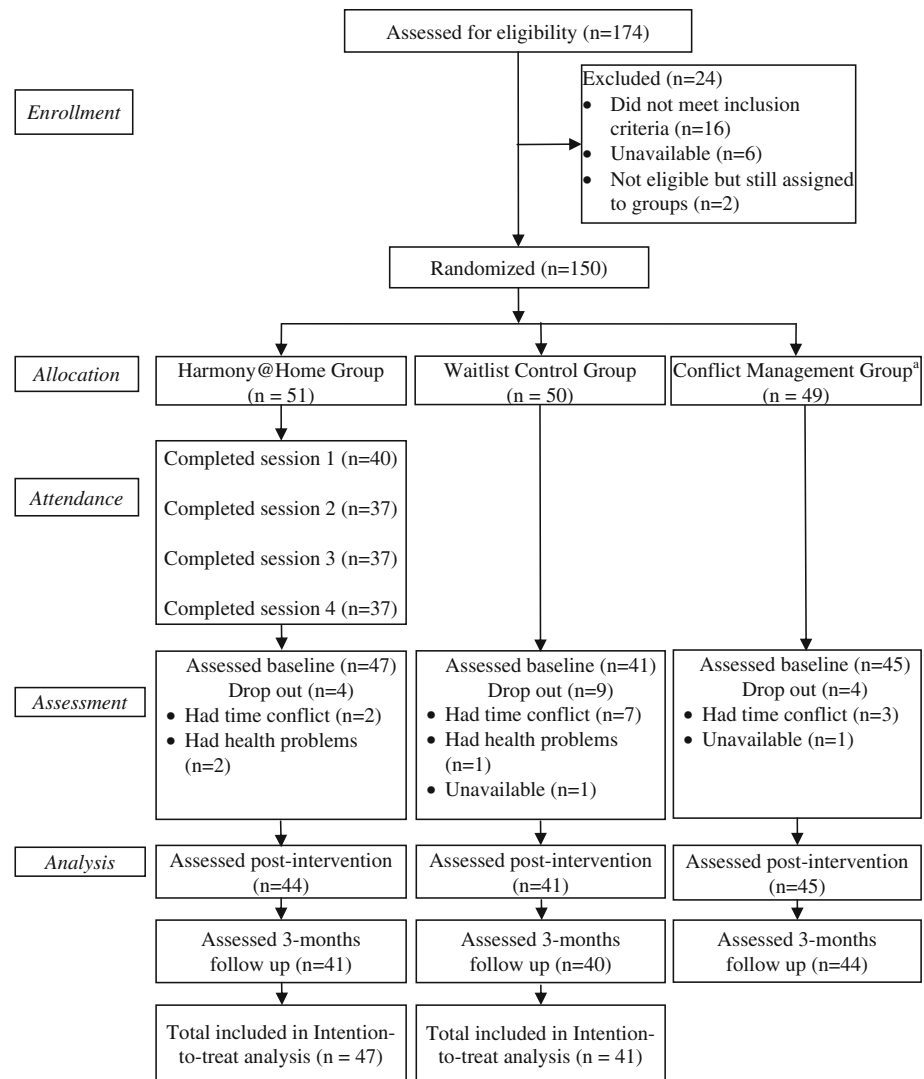 Assessed for eligibility (n=174)
Enrollment
Excluded (n=24)
• Did not meet inclusion
criteria (n=16)
• Unavailable (n=6)
• Not eligible but still assigned
to groups (n=2)
Randomized (n=150)
Allocation
Harmony@Home Group
(n = 51)
Waitlist Control Group
(n = 50)
Conflict Management Groupᵃ
(n = 49)
Attendance
Completed session 1 (n=40)
Completed session 2 (n=37)
Completed session 3 (n=37)
Completed session 4 (n=37)
Assessment
Assessed baseline (n=47)
Drop out (n=4)
• Had time conflict (n=2)
• Had health problems
(n=2)
Assessed baseline (n=41)
Drop out (n=9)
• Had time conflict (n=7)
• Had health problems
(n=1)
• Unavailable (n=1)
Assessed baseline (n=45)
Drop out (n=4)
• Had time conflict (n=3)
• Unavailable (n=1)
Analysis
Assessed post-intervention
(n=44)
Assessed post-intervention
(n=41)
Assessed post-intervention
(n=45)
Assessed 3-months
follow up (n=41)
Assessed 3-months
follow up (n=40)
Assessed 3-months
follow up (n=44)
Total included in Intention-
to-treat analysis (n = 47)
Total included in Intention-
to-treat analysis (n = 41)